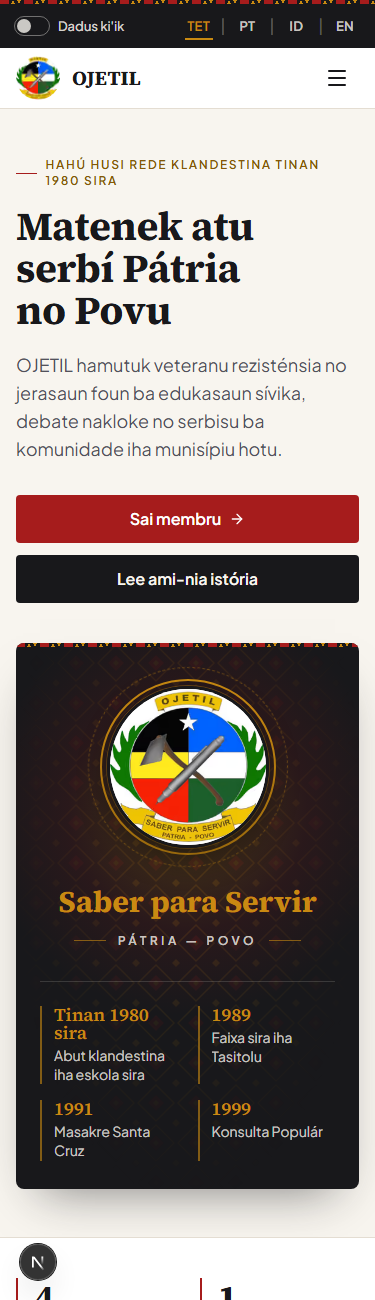 Dadus ki'ik
TET
PT
ID
EN
OJETIL
HAHÚ HUSI REDE KLANDESTINA TINAN
1980 SIRA
Matenek atu
serbí Pátria
no Povu
OJETIL hamutuk veteranu rezisténsia no
jerasaun foun ba edukasaun sívika,
debate nakloke no serbisu ba
komunidade iha munisípiu hotu.
Sai membru →
Lee ami-nia istória
OJETIL
SABER PARA SERVIR
PATRIA - POVO
Saber para Servir
PÁTRIA — POVO
Tinan 1980
sira
Abut klandestina
iha eskola sira
1989
Faixa sira iha
Tasitolu
1991
Masakre Santa
Cruz
1999
Konsulta Populár
N
4
1